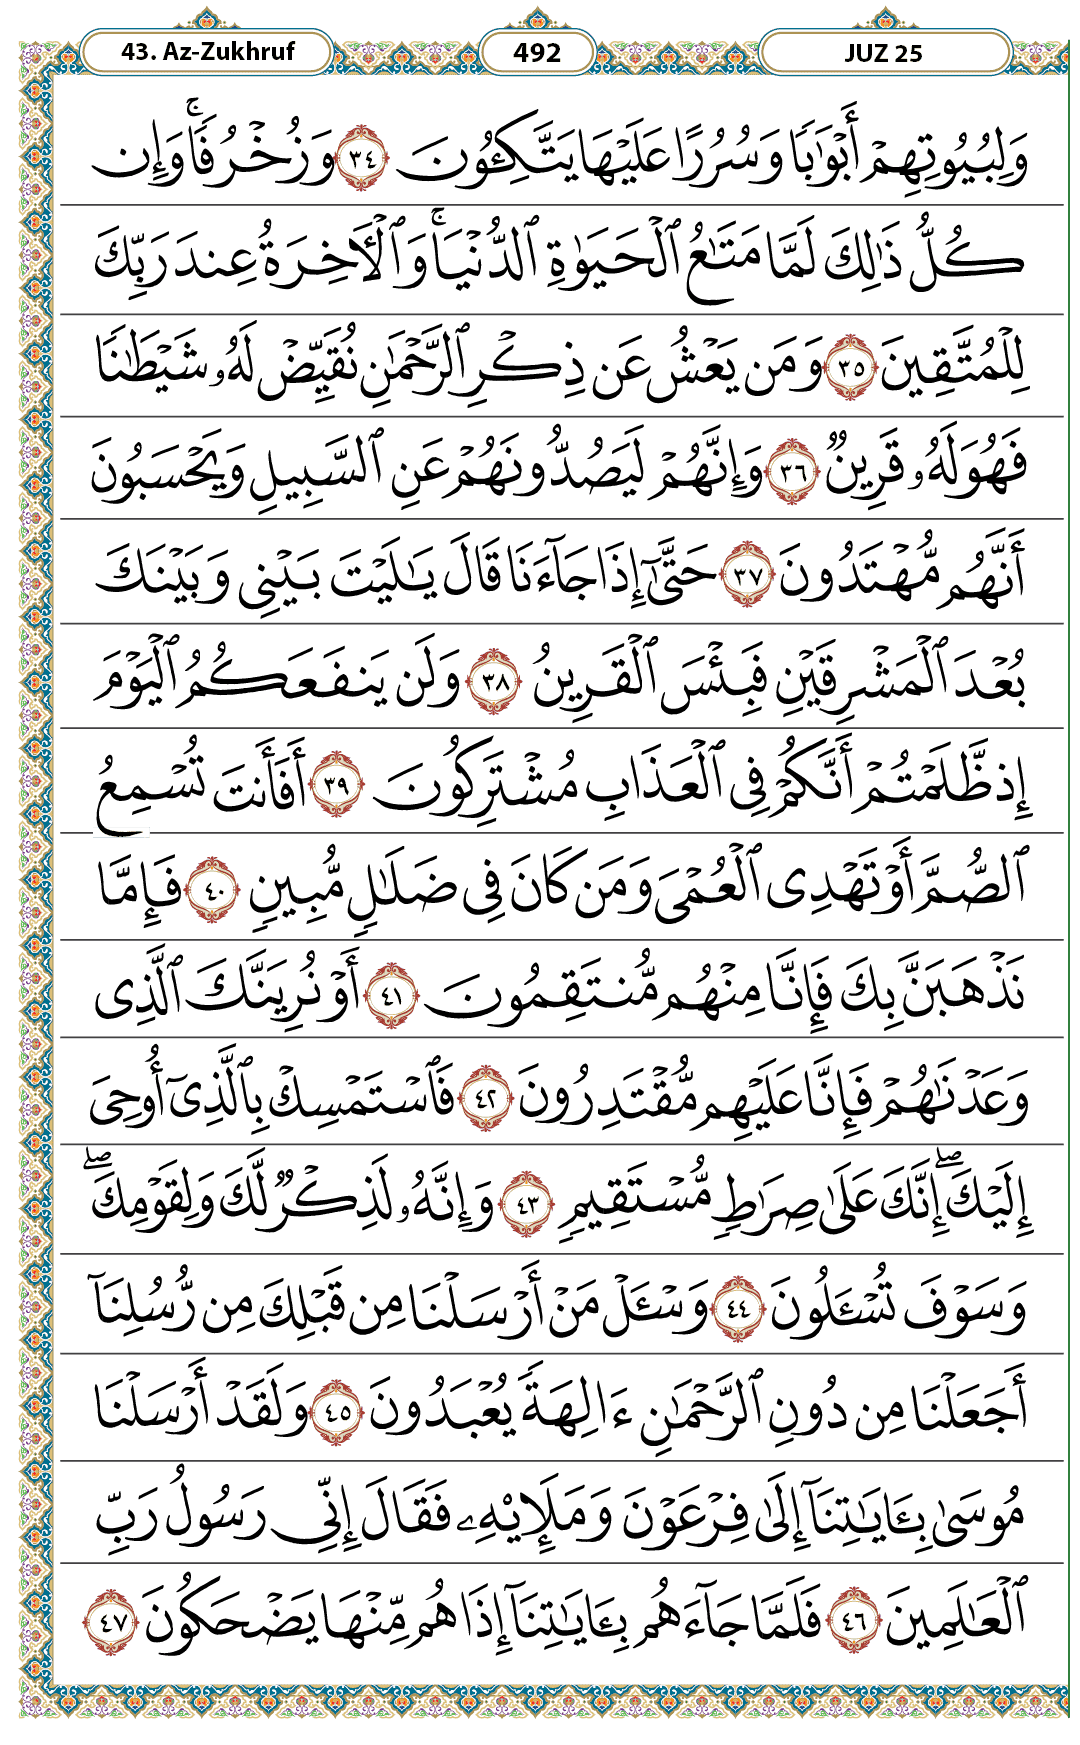 43. Az-Zukhruf
492
JUZ 25
وَلِبُيُوتِهِمْ أَبْوَٰبًا وَسُرُرًا عَلَيْهَا يَتَّكِـُٔونَ ٣٤ وَزُخْرُفًا ۚ وَإِن
كُلُّ ذَٰلِكَ لَمَّا مَتَـٰعُ ٱلْحَيَوٰةِ ٱلدُّنْيَا ۚ وَٱلْـَٔاخِرَةُ عِندَ رَبِّكَ
لِلْمُتَّقِينَ ٣٥ وَمَن يَعْشُ عَن ذِكْرِ ٱلرَّحْمَـٰنِ نُقَيِّضْ لَهُۥ شَيْطَـٰنًا
فَهُوَ لَهُۥ قَرِينٌ ٣٦ وَإِنَّهُمْ لَيَصُدُّونَهُمْ عَنِ ٱلسَّبِيلِ وَيَحْسَبُونَ
أَنَّهُم مُّهْتَدُونَ ٣٧ حَتَّىٰٓ إِذَا جَآءَنَا قَالَ يَـٰلَيْتَ بَيْنِى وَبَيْنَكَ
بُعْدَ ٱلْمَشْرِقَيْنِ فَبِئْسَ ٱلْقَرِينُ ٣٨ وَلَن يَنفَعَكُمُ ٱلْيَوْمَ
إِذ ظَّلَمْتُمْ أَنَّكُمْ فِى ٱلْعَذَابِ مُشْتَرِكُونَ ٣٩ أَفَأَنتَ تُسْمِعُ
ٱلصُّمَّ أَوْ تَهْدِى ٱلْعُمْىَ وَمَن كَانَ فِى ضَلَـٰلٍ مُّبِينٍ ٤٠ فَإِمَّا
نَذْهَبَنَّ بِكَ فَإِنَّا مِنْهُم مُّنتَقِمُونَ ٤١ أَوْ نُرِيَنَّكَ ٱلَّذِى
وَعَدْنَـٰهُمْ فَإِنَّا عَلَيْهِم مُّقْتَدِرُونَ ٤٢ فَٱسْتَمْسِكْ بِٱلَّذِىٓ أُوحِىَ
إِلَيْكَ ۖ إِنَّكَ عَلَىٰ صِرَٰطٍ مُّسْتَقِيمٍ ٤٣ وَإِنَّهُۥ لَذِكْرٌ لَّكَ وَلِقَوْمِكَ ۖ
وَسَوْفَ تُسْـَٔلُونَ ٤٤ وَسْـَٔلْ مَنْ أَرْسَلْنَا مِن قَبْلِكَ مِن رُّسُلِنَآ
أَجَعَلْنَا مِن دُونِ ٱلرَّحْمَـٰنِ ءَالِهَةً يُعْبَدُونَ ٤٥ وَلَقَدْ أَرْسَلْنَا
مُوسَىٰ بِـَٔايَـٰتِنَآ إِلَىٰ فِرْعَوْنَ وَمَلَإِي۟هِۦ فَقَالَ إِنِّى رَسُولُ رَبِّ
ٱلْعَـٰلَمِينَ ٤٦ فَلَمَّا جَآءَهُم بِـَٔايَـٰتِنَآ إِذَا هُم مِّنْهَا يَضْحَكُونَ ٤٧